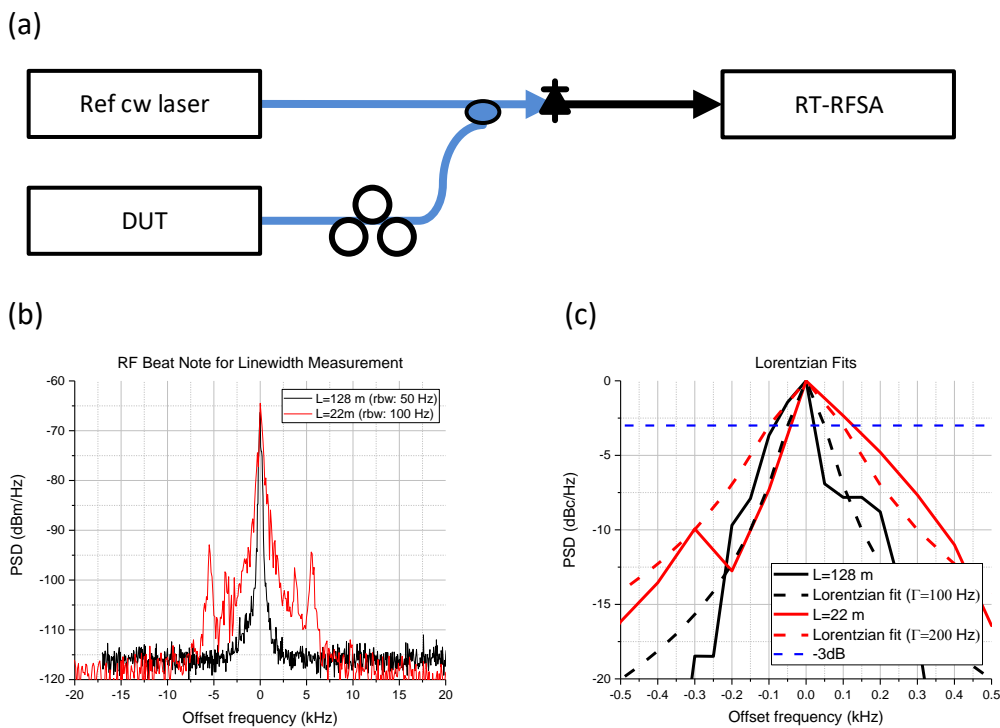 (a)
Ref cw laser
RT-RFSA
DUT
(b)
RF Beat Note for Linewidth Measurement
-60
-70
-80
-90
-100
-110
-120
PSD (dBm/Hz)
L=128 m (rbw: 50 Hz)
L=22m (rbw: 100 Hz)
-20 -15 -10 -5 0 5 10 15 20
Offset frequency (kHz)
(c)
Lorentzian Fits
0
-5
-10
-15
-20
PSD (dBc/Hz)
L=128 m
Lorentzian fit (Γ=100 Hz)
L=22 m
Lorentzian fit (Γ=200 Hz)
-3dB
-0.5 -0.4 -0.3 -0.2 -0.1 0.0 0.1 0.2 0.3 0.4 0.5
Offset frequency (kHz)